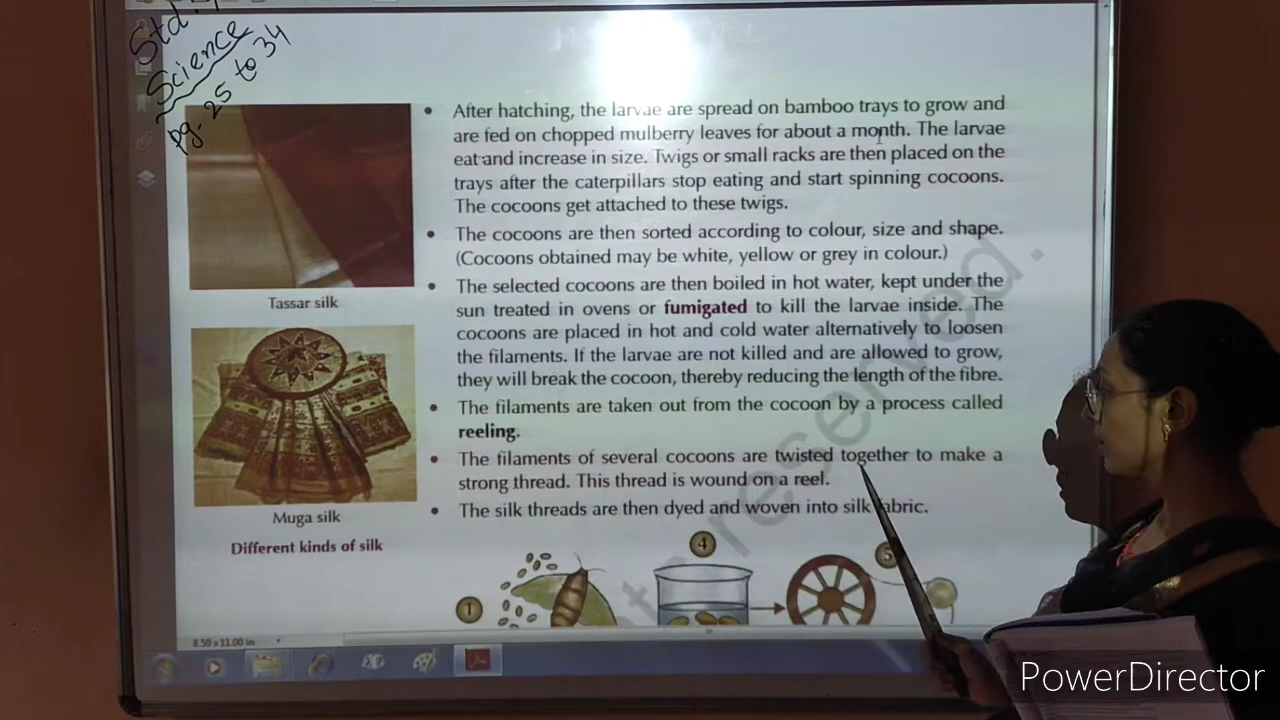 Std.
Science
pg. 25 to 34
• After hatching, the larvae are spread on bamboo trays to grow and
are fed on chopped mulberry leaves for about a month. The larvae
eat and increase in size. Twigs or small racks are then placed on the
trays after the caterpillars stop eating and start spinning cocoons.
The cocoons get attached to these twigs.
• The cocoons are then sorted according to colour, size and shape.
(Cocoons obtained may be white, yellow or grey in colour.)
• The selected cocoons are then boiled in hot water, kept under the
sun treated in ovens or fumigated to kill the larvae inside. The
cocoons are placed in hot and cold water alternatively to loosen
the filaments. If the larvae are not killed and are allowed to grow,
they will break the cocoon, thereby reducing the length of the fibre.
• The filaments are taken out from the cocoon by a process called
reeling.
• The filaments of several cocoons are twisted together to make a
strong thread. This thread is wound on a reel.
• The silk threads are then dyed and woven into silk fabric.
Tassar silk
Muga silk
Different kinds of silk
1
4
5
reserved.
8.50 x 11.00 in
PowerDirector